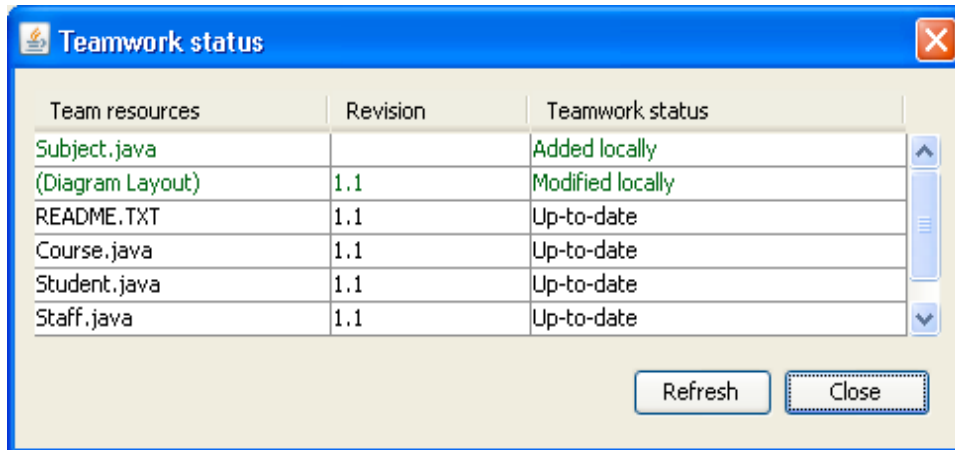 Teamwork status
Team resources Revision Teamwork status
Subject.java Added locally
(Diagram Layout) 1.1 Modified locally
README.TXT 1.1 Up-to-date
Course.java 1.1 Up-to-date
Student.java 1.1 Up-to-date
Staff.java 1.1 Up-to-date
Refresh Close